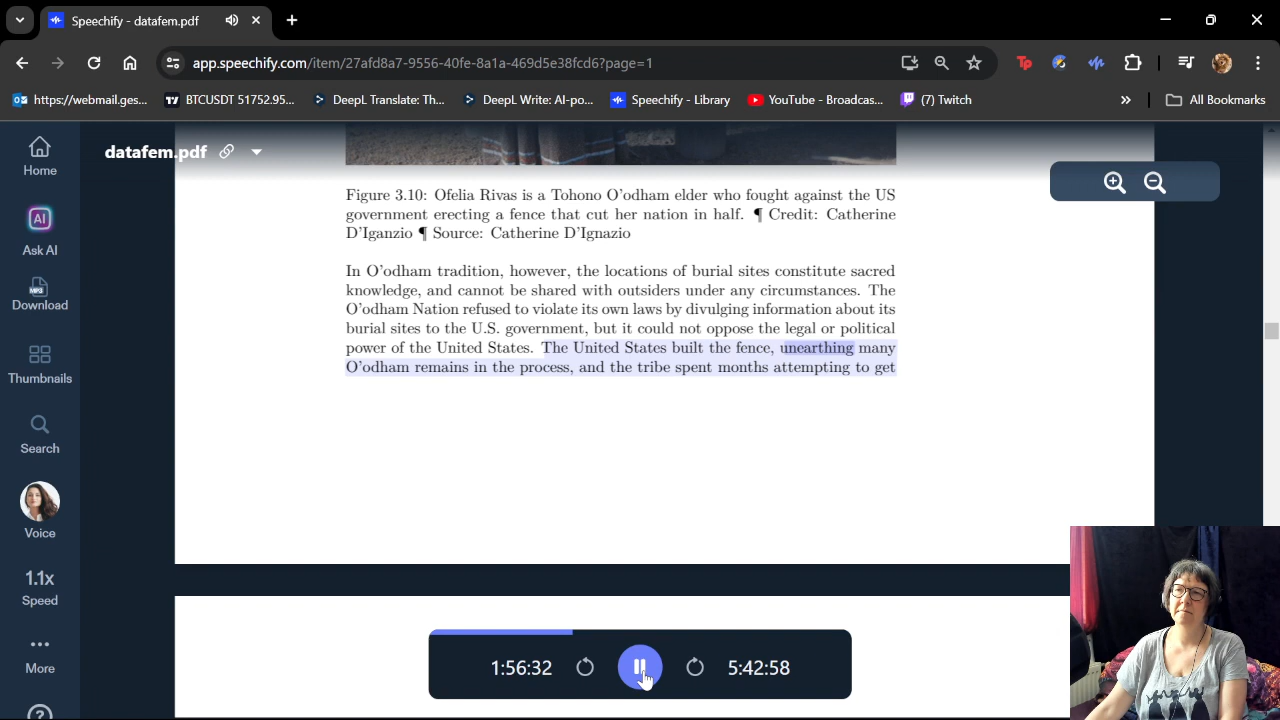 Speechify - datafem.pdf
app.speechify.com/item/27afd8a7-9556-40fe-8a1a-469d5e38fcd6?page=1
https://webmail.ges...
BTCUSDT 51752.95...
DeepL Translate: Th...
DeepL Write: AI-po...
Speechify - Library
YouTube - Broadcas...
(7) Twitch
»
All Bookmarks
datafem.pdf
Home
AI
Ask AI
MP3
Download
Thumbnails
Search
Voice
1.1x
Speed
More
Figure 3.10: Ofelia Rivas is a Tohono O'odham elder who fought against the US
government erecting a fence that cut her nation in half. ¶ Credit: Catherine
D'Iganzio ¶ Source: Catherine D'Ignazio
In O'odham tradition, however, the locations of burial sites constitute sacred
knowledge, and cannot be shared with outsiders under any circumstances. The
O'odham Nation refused to violate its own laws by divulging information about its
burial sites to the U.S. government, but it could not oppose the legal or political
power of the United States. The United States built the fence, unearthing many
O'odham remains in the process, and the tribe spent months attempting to get
1:56:32
5:42:58